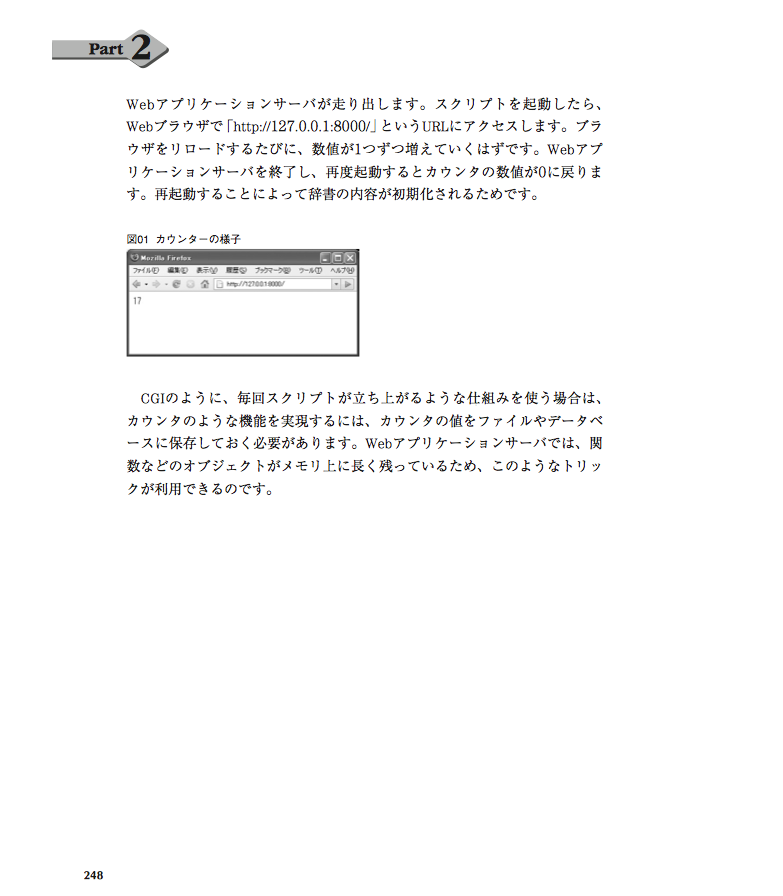 Part 2
Webアプリケーションサーバが走り出します。スクリプトを起動したら、
Webブラウザで「http://127.0.0.1:8000/」というURLにアクセスします。ブラ
ウザをリロードするたびに、数値が1つずつ増えていくはずです。Webアプ
リケーションサーバを終了し、再度起動するとカウンタの数値が0に戻りま
す。再起動することによって辞書の内容が初期化されるためです。
図01 カウンターの様子
Mozilla Firefox
ファイル(F) 編集(E) 表示(V) 履歴(S) ブックマーク(B) ツール(T) ヘルプ(H)
http://127.0.0.1:8000/
17
CGIのように、毎回スクリプトが立ち上がるような仕組みを使う場合は、
カウンタのような機能を実現するには、カウンタの値をファイルやデータベ
ースに保存しておく必要があります。Webアプリケーションサーバでは、関
数などのオブジェクトがメモリ上に長く残っているため、このようなトリッ
クが利用できるのです。
248